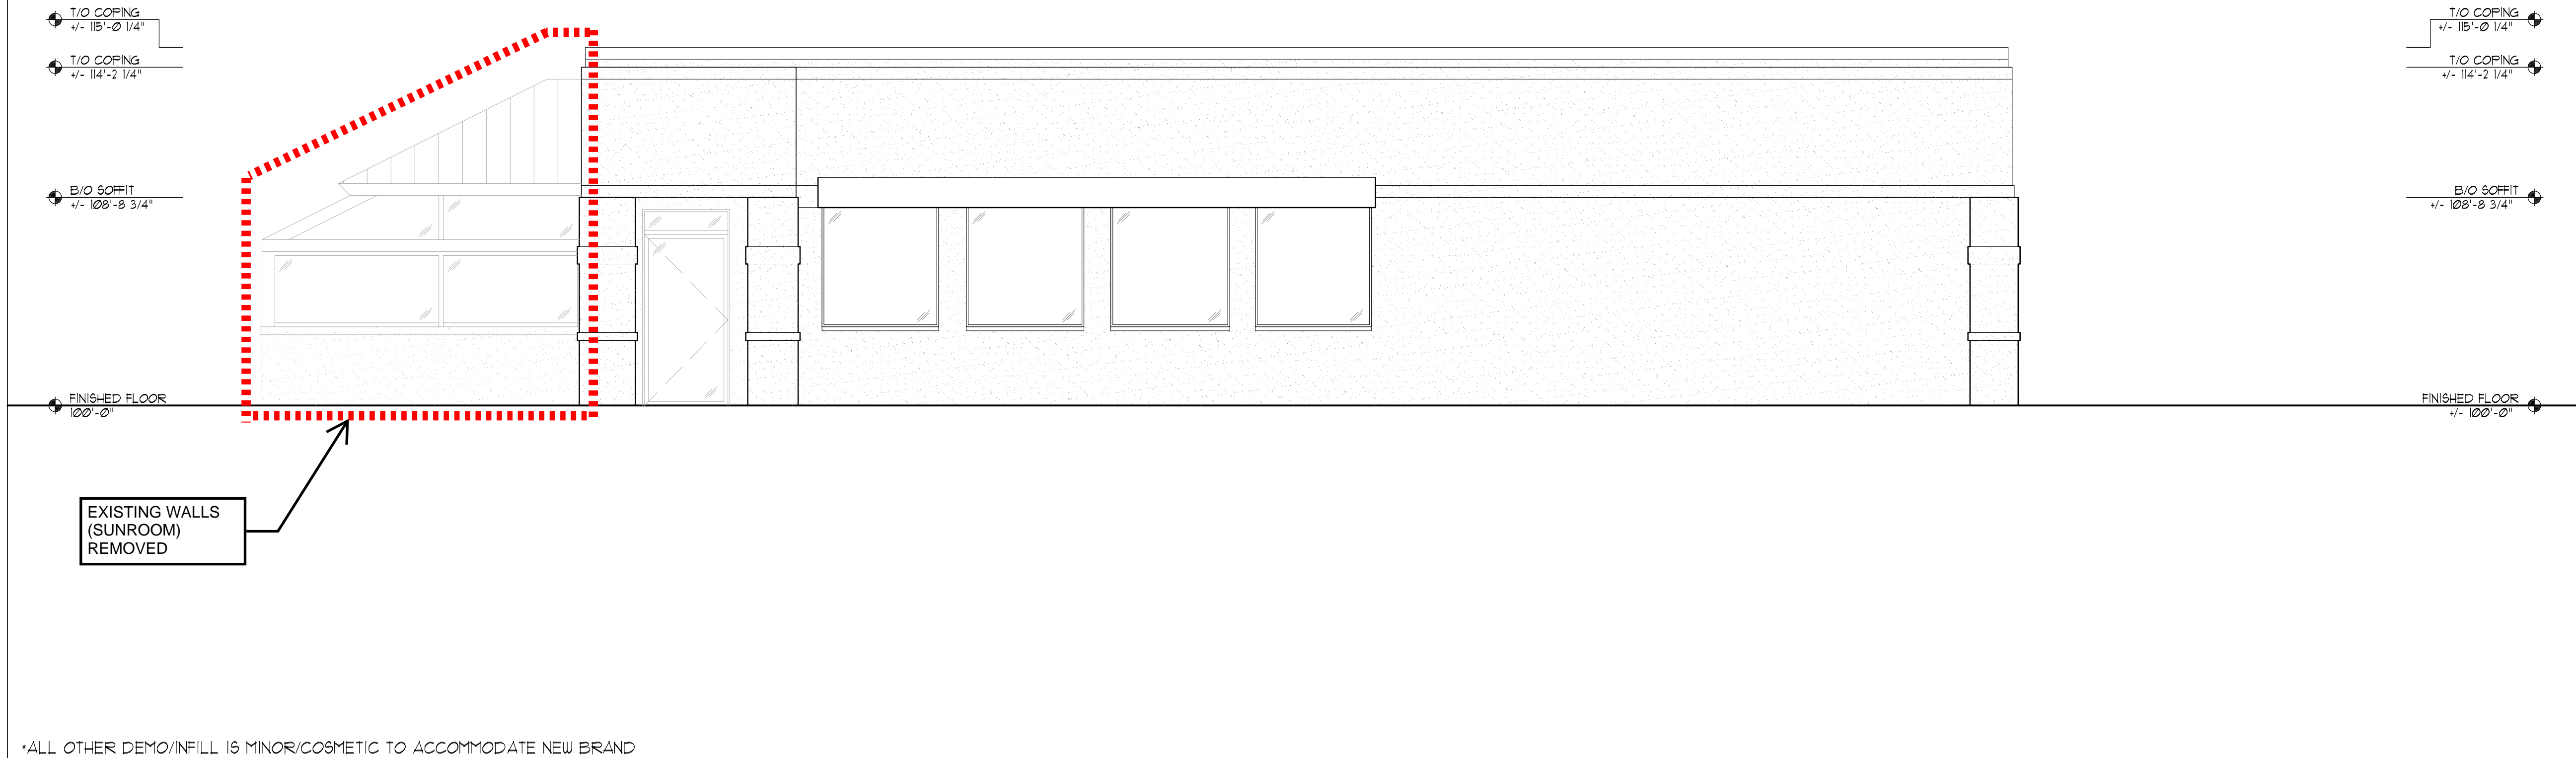 T/O COPING
+/- 115'-0 1/4"
T/O COPING
+/- 114'-2 1/4"
B/O SOFFIT
+/- 108'-8 3/4"
FINISHED FLOOR
100'-0"
T/O COPING
+/- 115'-0 1/4"
T/O COPING
+/- 114'-2 1/4"
B/O SOFFIT
+/- 108'-8 3/4"
FINISHED FLOOR
+/- 100'-0"
EXISTING WALLS
(SUNROOM)
REMOVED
*ALL OTHER DEMO/INFILL IS MINOR/COSMETIC TO ACCOMMODATE NEW BRAND